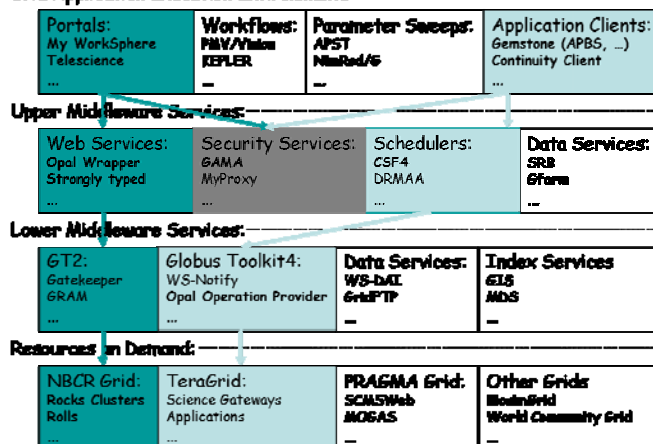 Portals:
My WorkSphere
Telescience
...
Workflows:
PMV/Vision
KEPLER
...
Parameter Sweeps:
APST
NimRod/G
...
Application Clients:
Gemstone (APBS, …)
Continuity Client
...
Upper Middleware Services:
Web Services:
Opal Wrapper
Strongly typed
...
Security Services:
GAMA
MyProxy
...
Schedulers:
CSF4
DRMAA
...
Data Services:
SRB
Gfarm
...
Lower Middleware Services:
GT2:
Gatekeeper
GRAM
...
Globus Toolkit4:
WS-Notify
Opal Operation Provider
...
Data Services:
WS-DAI
GridFTP
...
Index Services
GIS
MDS
...
Resources on Demand:
NBCR Grid:
Rocks Clusters
Rolls
...
TeraGrid:
Science Gateways
Applications
...
PRAGMA Grid:
SCMSWeb
MOGAS
...
Other Grids
World Community Grid
...